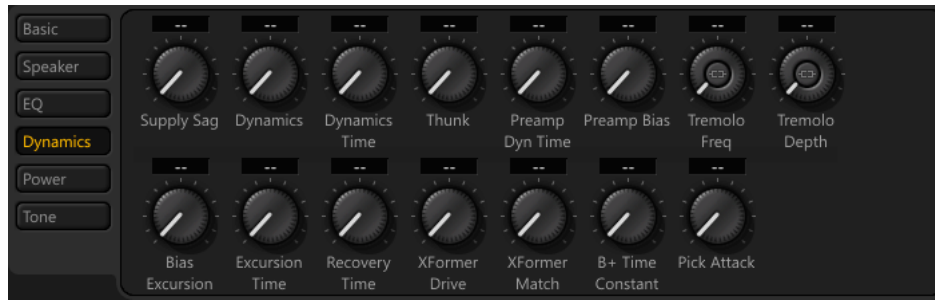 Basic
Speaker
EQ
Dynamics
Power
Tone
-- -- -- -- -- -- -- --
Supply Sag Dynamics Dynamics Time Thunk Preamp Dyn Time Preamp Bias Tremolo Freq Tremolo Depth
-- -- -- -- -- -- --
Bias Excursion Excursion Time Recovery Time XFormer Drive XFormer Match B+ Time Constant Pick Attack